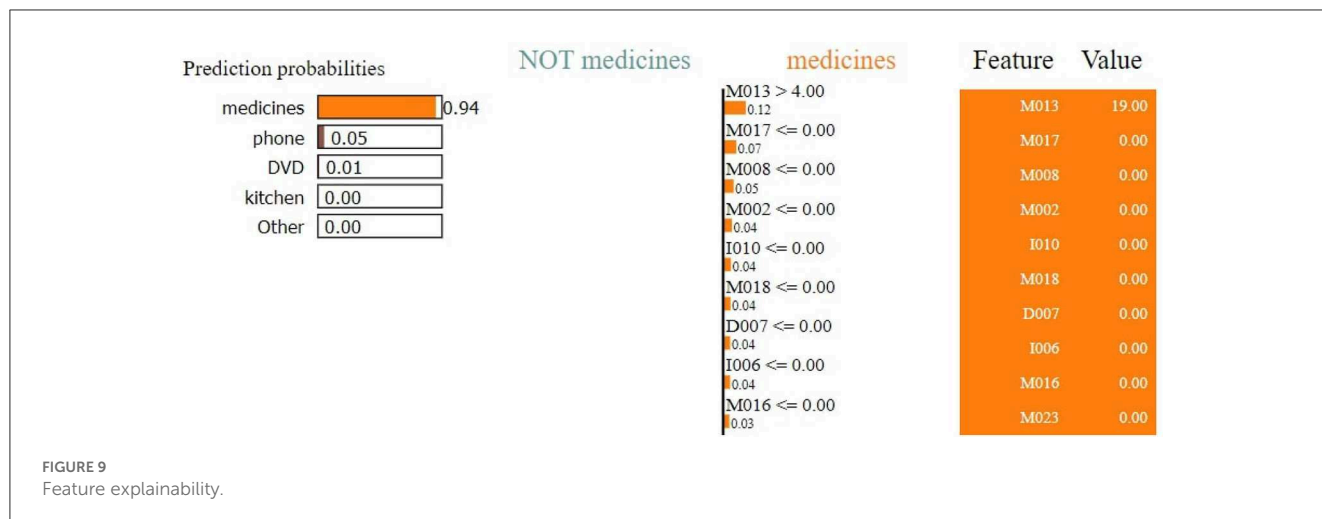 Prediction probabilities
medicines 0.94
phone 0.05
DVD 0.01
kitchen 0.00
Other 0.00
NOT medicines medicines
M013 > 4.00
0.12
M017 <= 0.00
0.07
M008 <= 0.00
0.05
M002 <= 0.00
0.04
I010 <= 0.00
0.04
M018 <= 0.00
0.04
D007 <= 0.00
0.04
I006 <= 0.00
0.04
M016 <= 0.00
0.03
Feature Value
M013 19.00
M017 0.00
M008 0.00
M002 0.00
I010 0.00
M018 0.00
D007 0.00
I006 0.00
M016 0.00
M023 0.00
FIGURE 9
Feature explainability.